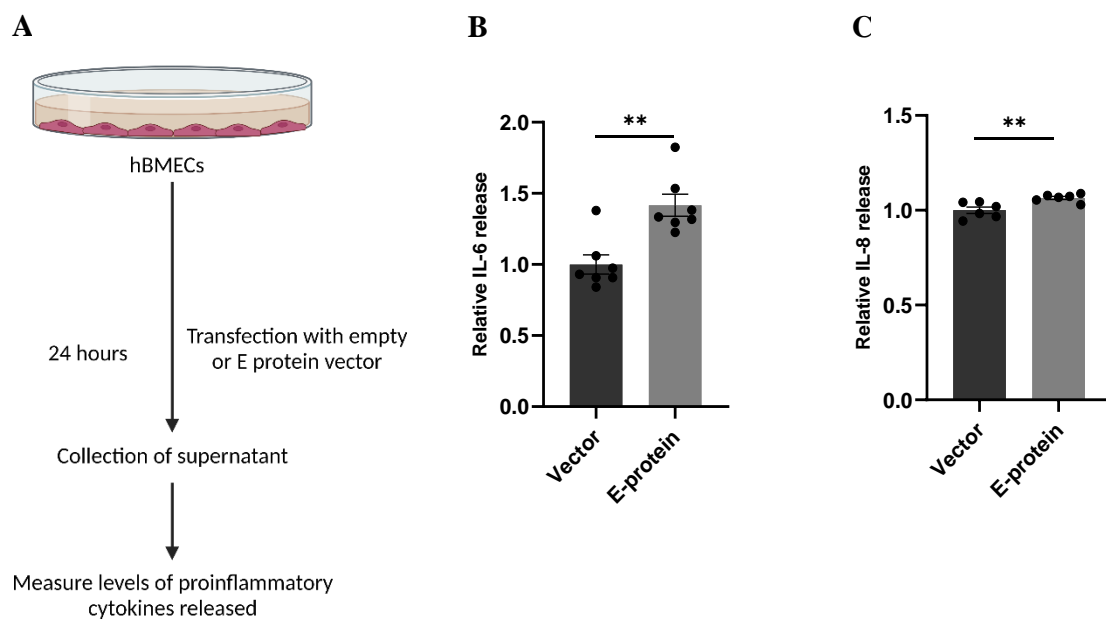 A
hBMECs
24 hours
Transfection with empty
or E protein vector
Collection of supernatant
Measure levels of proinflammatory
cytokines released
B
Relative IL-6 release
2.0
1.5
1.0
0.5
0.0
**
Vector
E-protein
C
Relative IL-8 release
1.5
1.0
0.5
0.0
**
Vector
E-protein